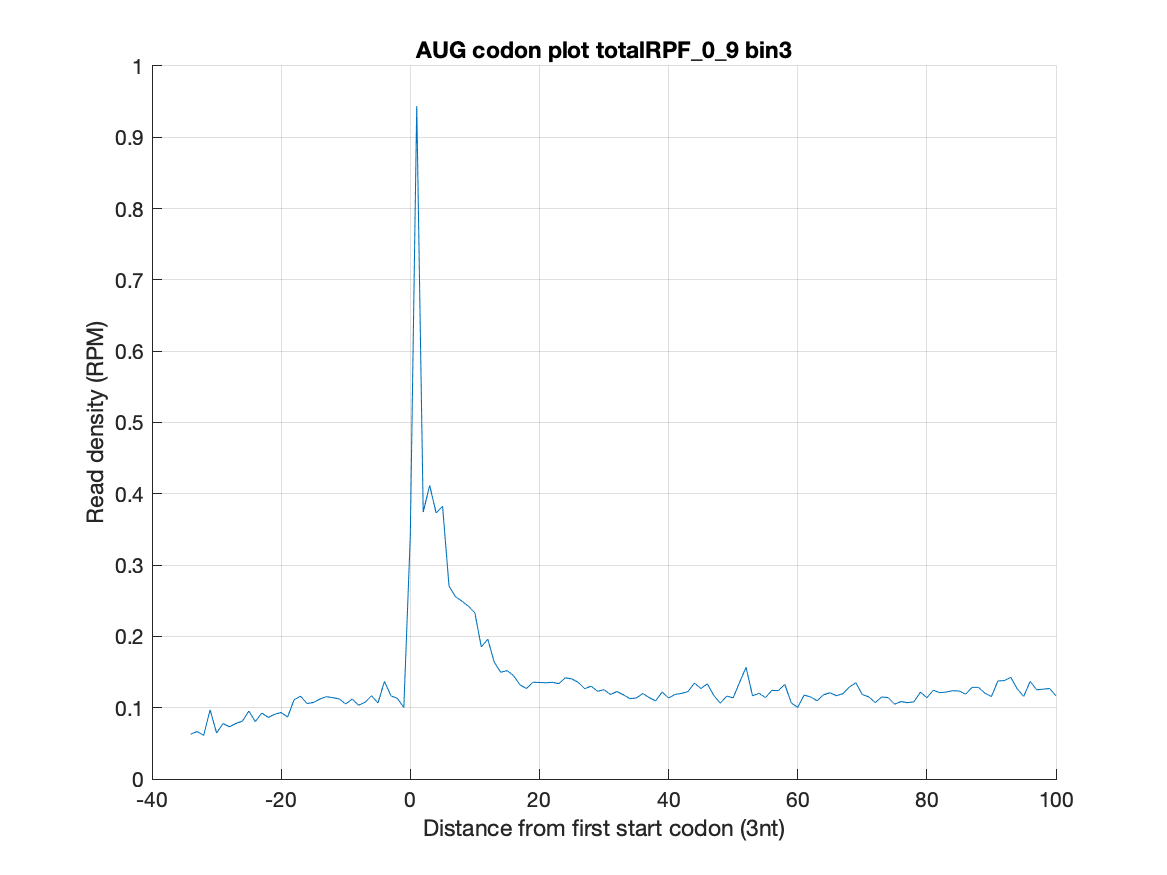 AUG codon plot totalRPF_0_9 bin3
1
0.9
0.8
0.7
0.6
0.5
0.4
0.3
0.2
0.1
0
Read density (RPM)
-40 -20 0 20 40 60 80 100
Distance from first start codon (3nt)